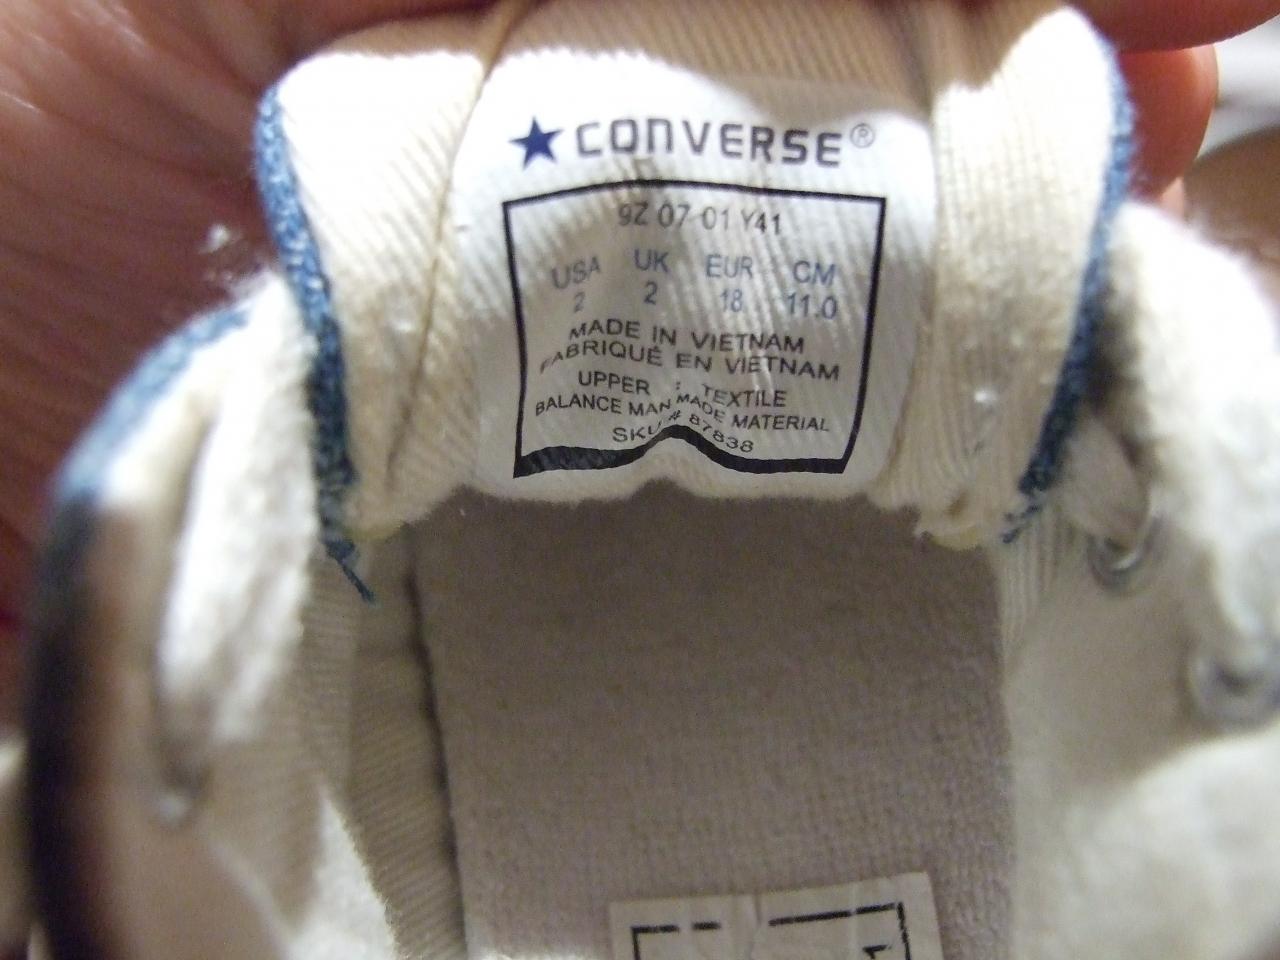 CONVERSE®
9Z 07 01 Y41
USA UK EUR CM
2 2 18 11.0
MADE IN VIETNAM
FABRIQUÉ EN VIETNAM
UPPER : TEXTILE
BALANCE MAN MADE MATERIAL
SKU # 87838
1